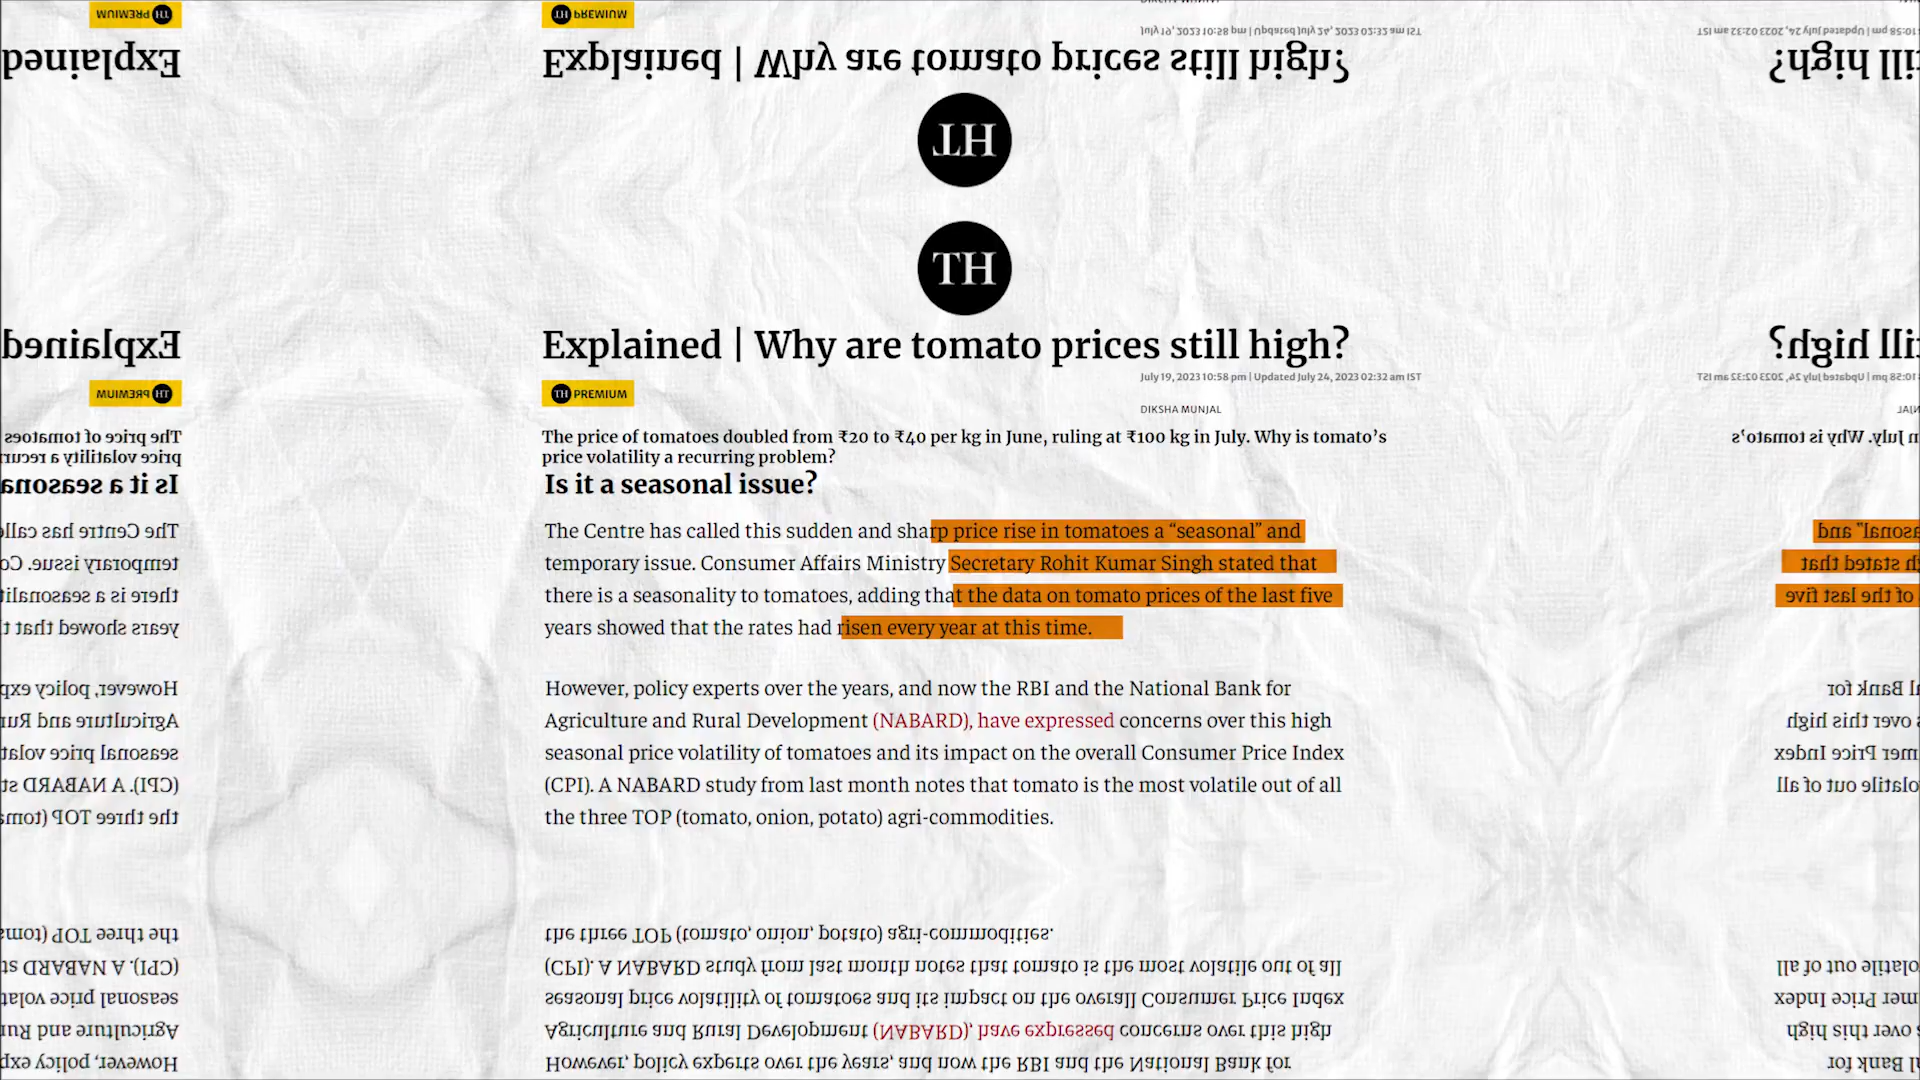 TH
Explained | Why are tomato prices still high?
July 19, 2023 10:58 pm | Updated July 24, 2023 02:32 am IST
TH PREMIUM
DIKSHA MUNJAL
The price of tomatoes doubled from ₹20 to ₹40 per kg in June, ruling at ₹100 kg in July. Why is tomato’s
price volatility a recurring problem?
Is it a seasonal issue?
The Centre has called this sudden and sharp price rise in tomatoes a “seasonal” and
temporary issue. Consumer Affairs Ministry Secretary Rohit Kumar Singh stated that
there is a seasonality to tomatoes, adding that the data on tomato prices of the last five
years showed that the rates had risen every year at this time.
However, policy experts over the years, and now the RBI and the National Bank for
Agriculture and Rural Development (NABARD), have expressed concerns over this high
seasonal price volatility of tomatoes and its impact on the overall Consumer Price Index
(CPI). A NABARD study from last month notes that tomato is the most volatile out of all
the three TOP (tomato, onion, potato) agri-commodities.